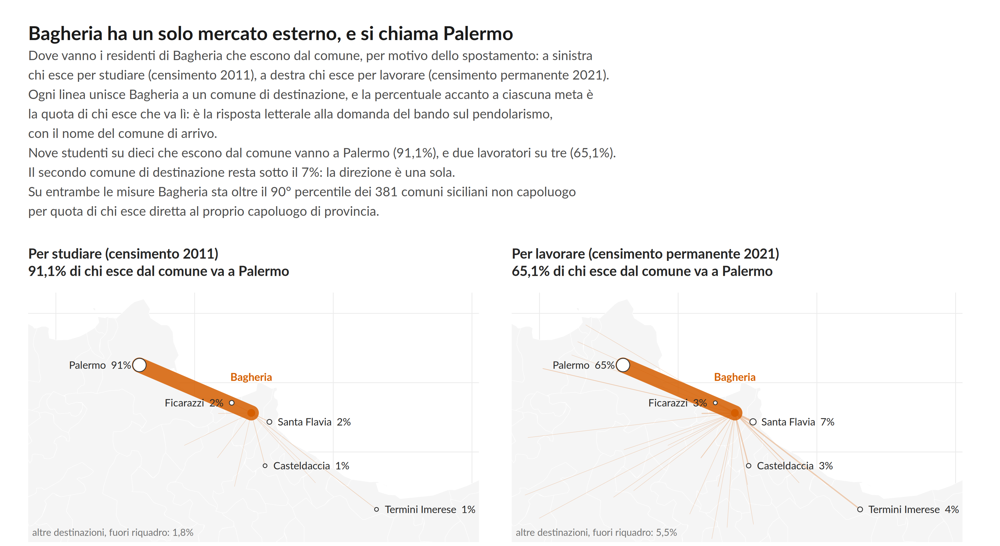 Bagheria ha un solo mercato esterno, e si chiama Palermo
Dove vanno i residenti di Bagheria che escono dal comune, per motivo dello spostamento: a sinistra
chi esce per studiare (censimento 2011), a destra chi esce per lavorare (censimento permanente 2021).
Ogni linea unisce Bagheria a un comune di destinazione, e la percentuale accanto a ciascuna meta è
la quota di chi esce che va lì: è la risposta letterale alla domanda del bando sul pendolarismo,
con il nome del comune di arrivo.
Nove studenti su dieci che escono dal comune vanno a Palermo (91,1%), e due lavoratori su tre (65,1%).
Il secondo comune di destinazione resta sotto il 7%: la direzione è una sola.
Su entrambe le misure Bagheria sta oltre il 90° percentile dei 381 comuni siciliani non capoluogo
per quota di chi esce diretta al proprio capoluogo di provincia.
Per studiare (censimento 2011)
91,1% di chi esce dal comune va a Palermo
Palermo 91%
Bagheria
Ficarazzi 2%
Santa Flavia 2%
Casteldaccia 1%
Termini Imerese 1%
altre destinazioni, fuori riquadro: 1,8%
Per lavorare (censimento permanente 2021)
65,1% di chi esce dal comune va a Palermo
Palermo 65%
Bagheria
Ficarazzi 3%
Santa Flavia 7%
Casteldaccia 3%
Termini Imerese 4%
altre destinazioni, fuori riquadro: 5,5%